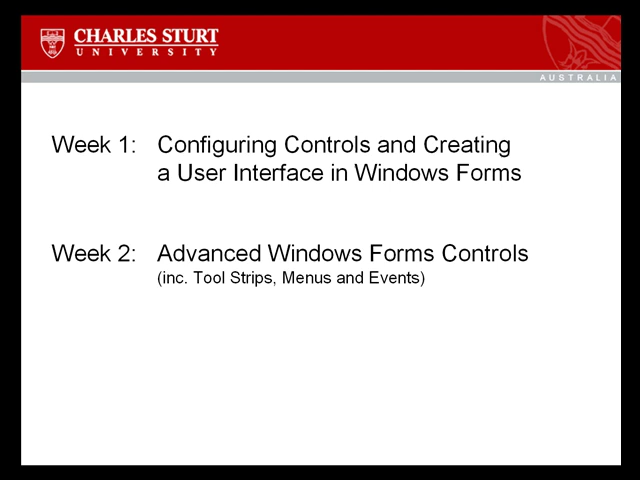 CHARLES STURT
UNIVERSITY
AUSTRALIA
Week 1: Configuring Controls and Creating
a User Interface in Windows Forms
Week 2: Advanced Windows Forms Controls
(inc. Tool Strips, Menus and Events)